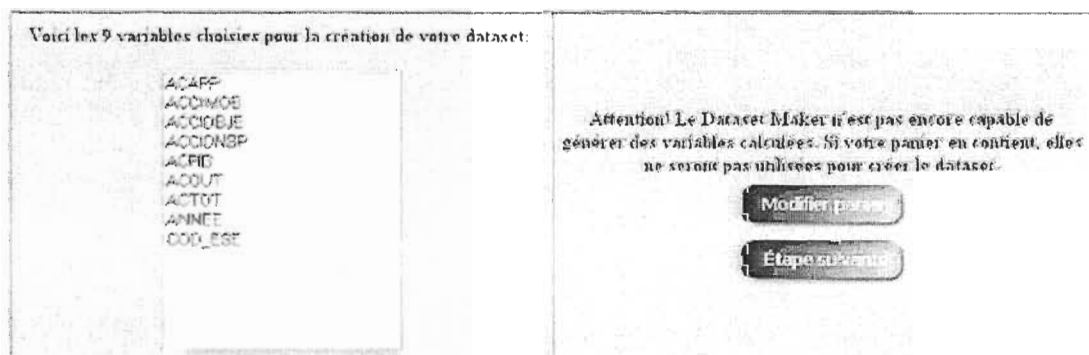 Voici les 9 variables choisies pour la création de votre dataset:
ACAPP
ACCIMOB
ACCIOBJE
ACCIONSP
ACPIB
ACOUT
ACTOT
ANNEE
COD_ESE
Attention! Le Dataset Maker n'est pas encore capable de
générer des variables calculées. Si votre panier en contient, elles
ne seront pas utilisées pour créer le dataset.
Modifier panier
Étape suivante